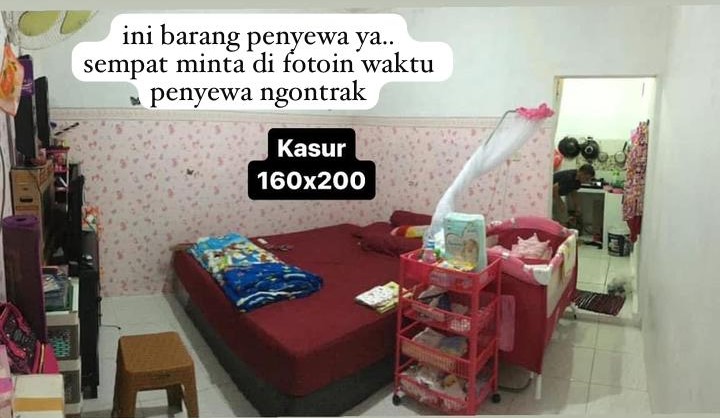 ini barang penyewa ya..
sempat minta di fotoin waktu
penyewa ngontrak
Kasur
160x200